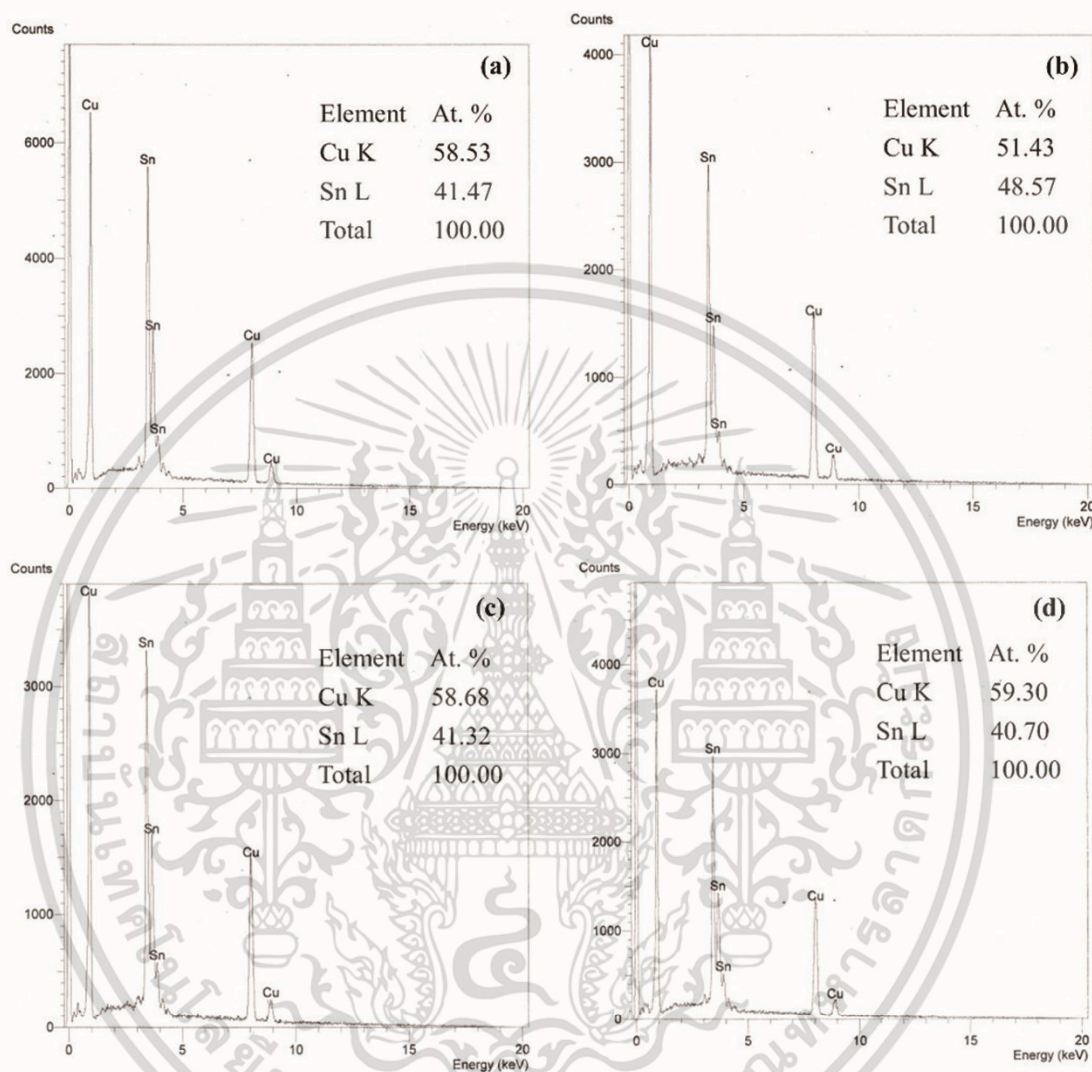 Counts
(a)
Element At. %
Cu K 58.53
Sn L 41.47
Total 100.00
Cu
Sn
Sn
Sn
Cu
Cu
6000
4000
2000
0
0 5 10 15 20
Energy (keV)
Counts
(b)
Element At. %
Cu K 51.43
Sn L 48.57
Total 100.00
Cu
Sn
Sn
Sn
Cu
Cu
4000
3000
2000
1000
0
0 5 10 15 20
Energy (keV)
Counts
(c)
Element At. %
Cu K 58.68
Sn L 41.32
Total 100.00
Cu
Sn
Sn
Sn
Cu
Cu
3000
2000
1000
0
0 5 10 15 20
Energy (keV)
Counts
(d)
Element At. %
Cu K 59.30
Sn L 40.70
Total 100.00
Cu
Sn
Sn
Sn
Cu
Cu
4000
3000
2000
1000
0
0 5 10 15 20
Energy (keV)